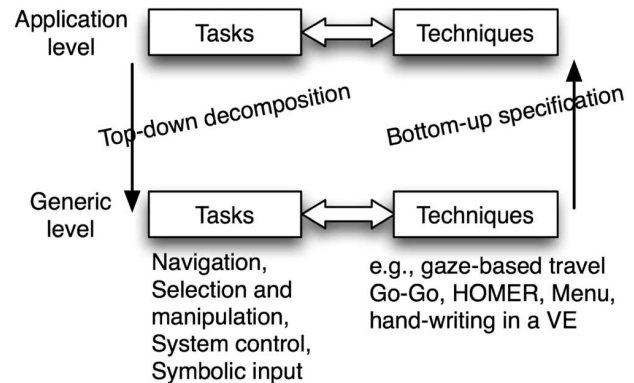 Application
level
Tasks
Techniques
Top-down decomposition
Bottom-up specification
Generic
level
Tasks
Techniques
Navigation,
Selection and
manipulation,
System control,
Symbolic input
e.g., gaze-based travel
Go-Go, HOMER, Menu,
hand-writing in a VE